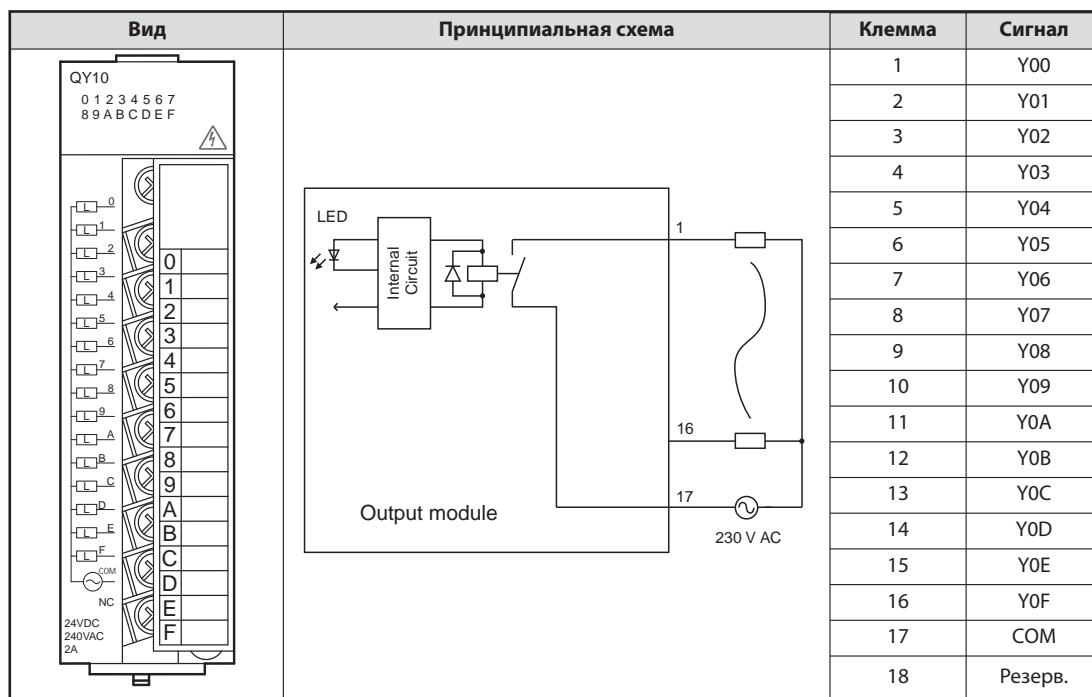 Вид Принципиальная схема Клемма Сигнал
QY10
0 1 2 3 4 5 6 7
8 9 A B C D E F
L 0
L 1
L 2
L 3
L 4
L 5
L 6
L 7
L 8
L 9
L A
L B
L C
L D
L E
L F
COM
NC
24VDC
240VAC
2A
0
1
2
3
4
5
6
7
8
9
A
B
C
D
E
F
LED
Internal
Circuit
1
16
17
Output module
230 V AC
1 Y00
2 Y01
3 Y02
4 Y03
5 Y04
6 Y05
7 Y06
8 Y07
9 Y08
10 Y09
11 Y0A
12 Y0B
13 Y0C
14 Y0D
15 Y0E
16 Y0F
17 COM
18 Резерв.